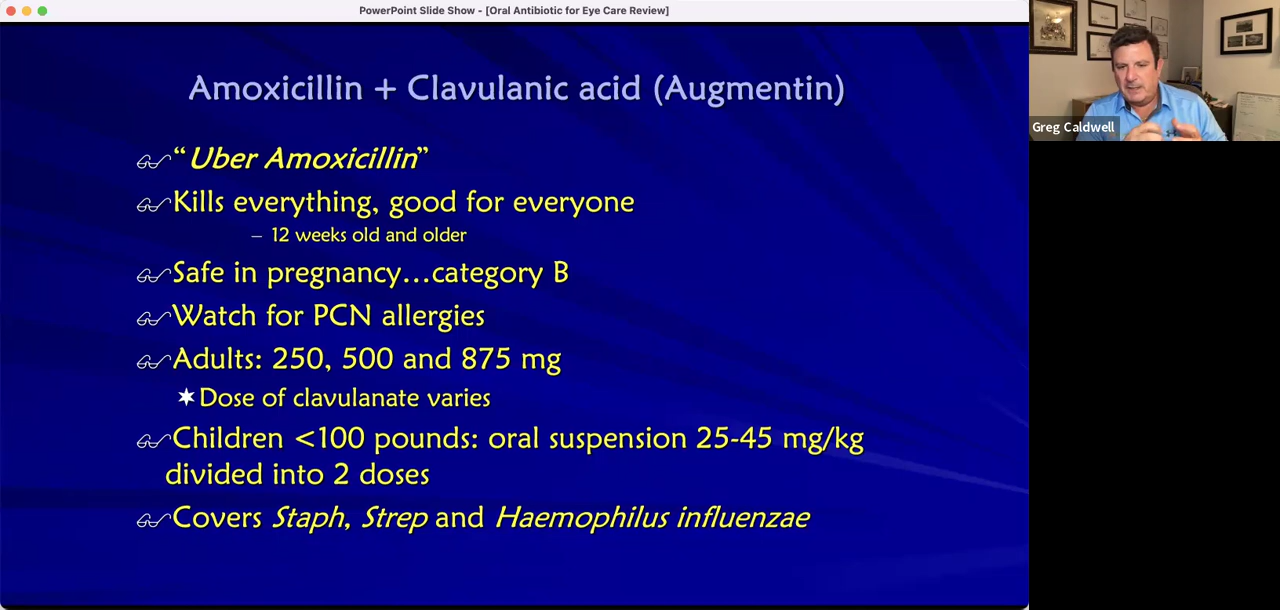 PowerPoint Slide Show - [Oral Antibiotic for Eye Care Review]
Amoxicillin + Clavulanic acid (Augmentin)
“Uber Amoxicillin”
Kills everything, good for everyone
– 12 weeks old and older
Safe in pregnancy...category B
Watch for PCN allergies
Adults: 250, 500 and 875 mg
Dose of clavulanate varies
Children <100 pounds: oral suspension 25-45 mg/kg
divided into 2 doses
Covers Staph, Strep and Haemophilus influenzae
Greg Caldwell